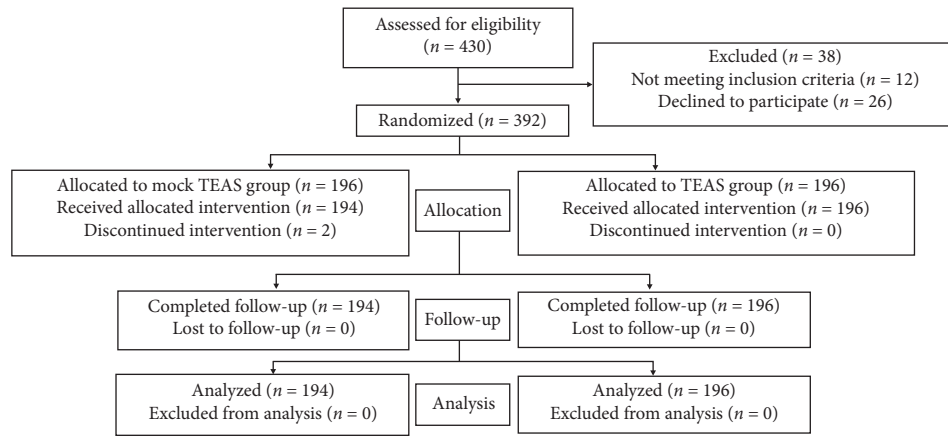 Assessed for eligibility
(n = 430)
Excluded (n = 38)
Not meeting inclusion criteria (n = 12)
Declined to participate (n = 26)
Randomized (n = 392)
Allocated to mock TEAS group (n = 196)
Received allocated intervention (n = 194)
Discontinued intervention (n = 2)
Allocation
Allocated to TEAS group (n = 196)
Received allocated intervention (n = 196)
Discontinued intervention (n = 0)
Completed follow-up (n = 194)
Lost to follow-up (n = 0)
Follow-up
Completed follow-up (n = 196)
Lost to follow-up (n = 0)
Analyzed (n = 194)
Excluded from analysis (n = 0)
Analysis
Analyzed (n = 196)
Excluded from analysis (n = 0)